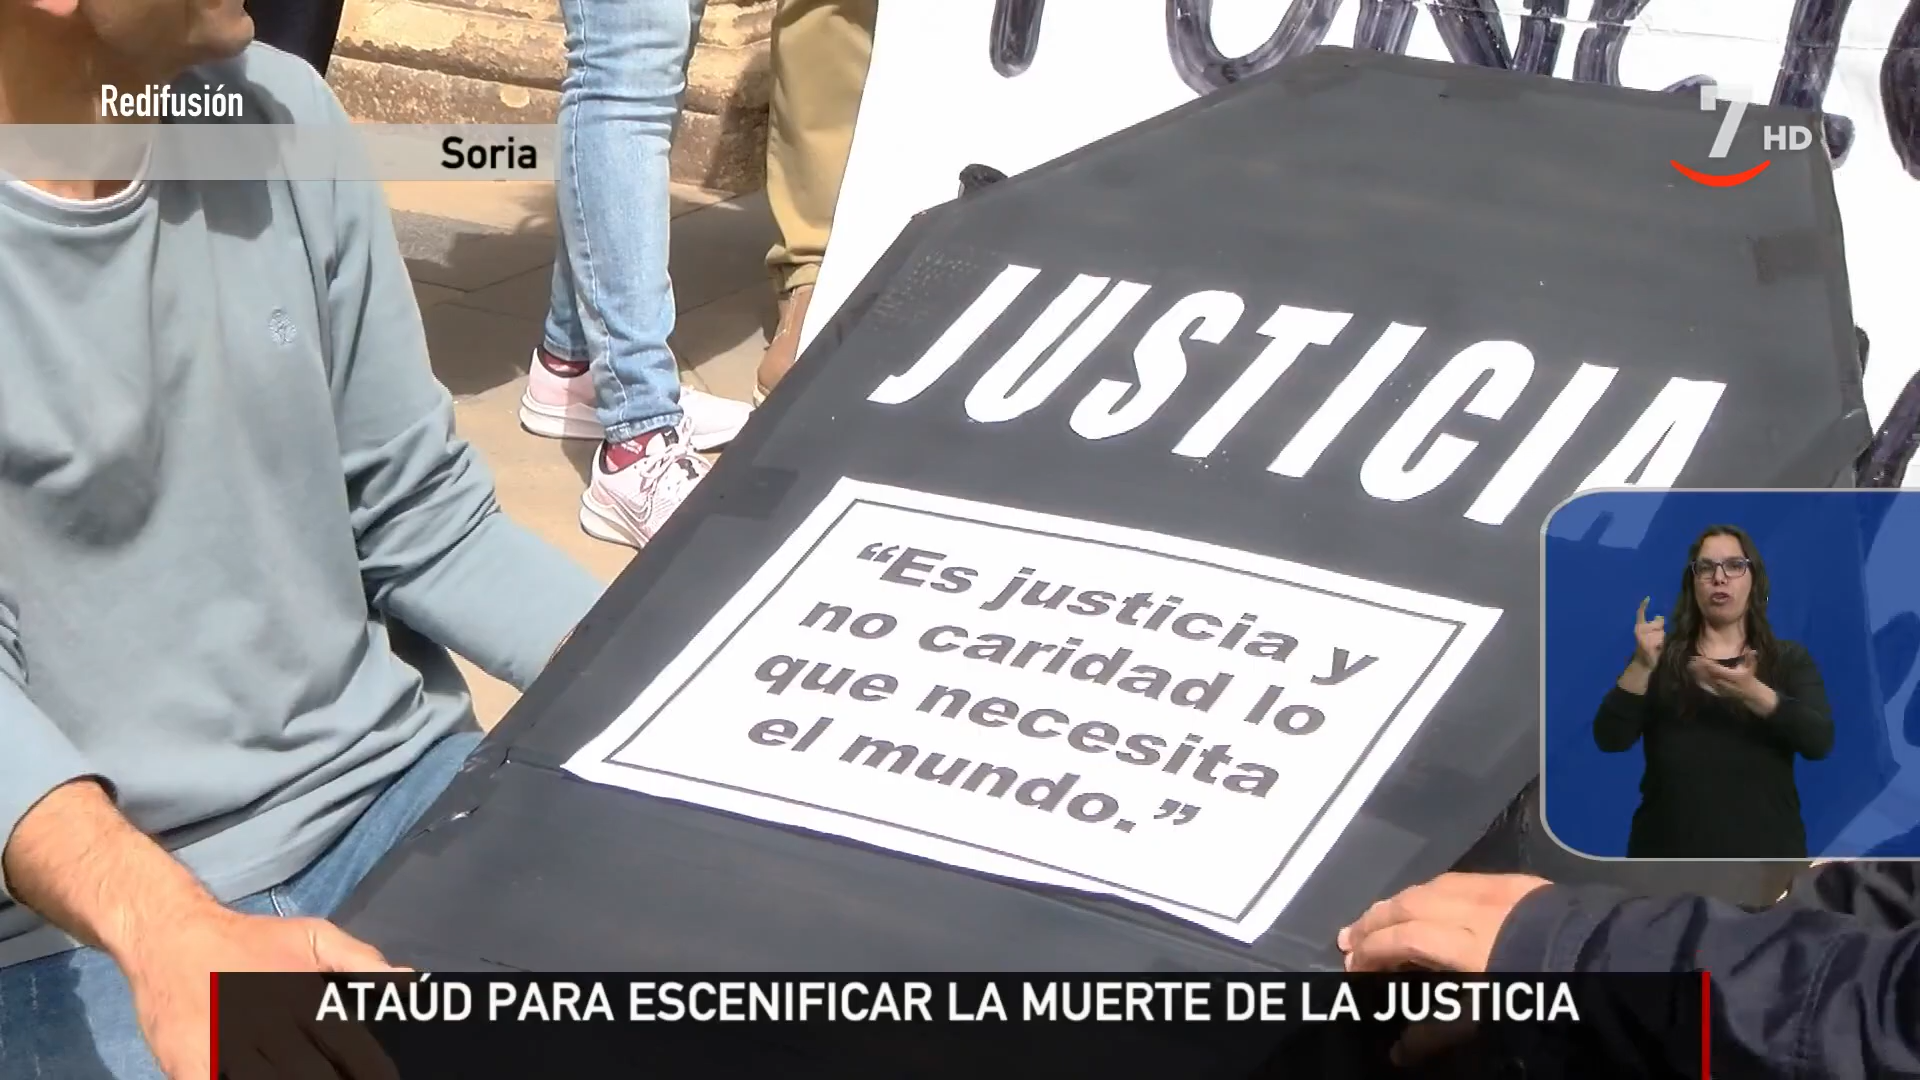 Redifusión
Soria
7 HD
JUSTICIA
“Es justicia y
no caridad lo
que necesita
el mundo.”
ATAÚD PARA ESCENIFICAR LA MUERTE DE LA JUSTICIA